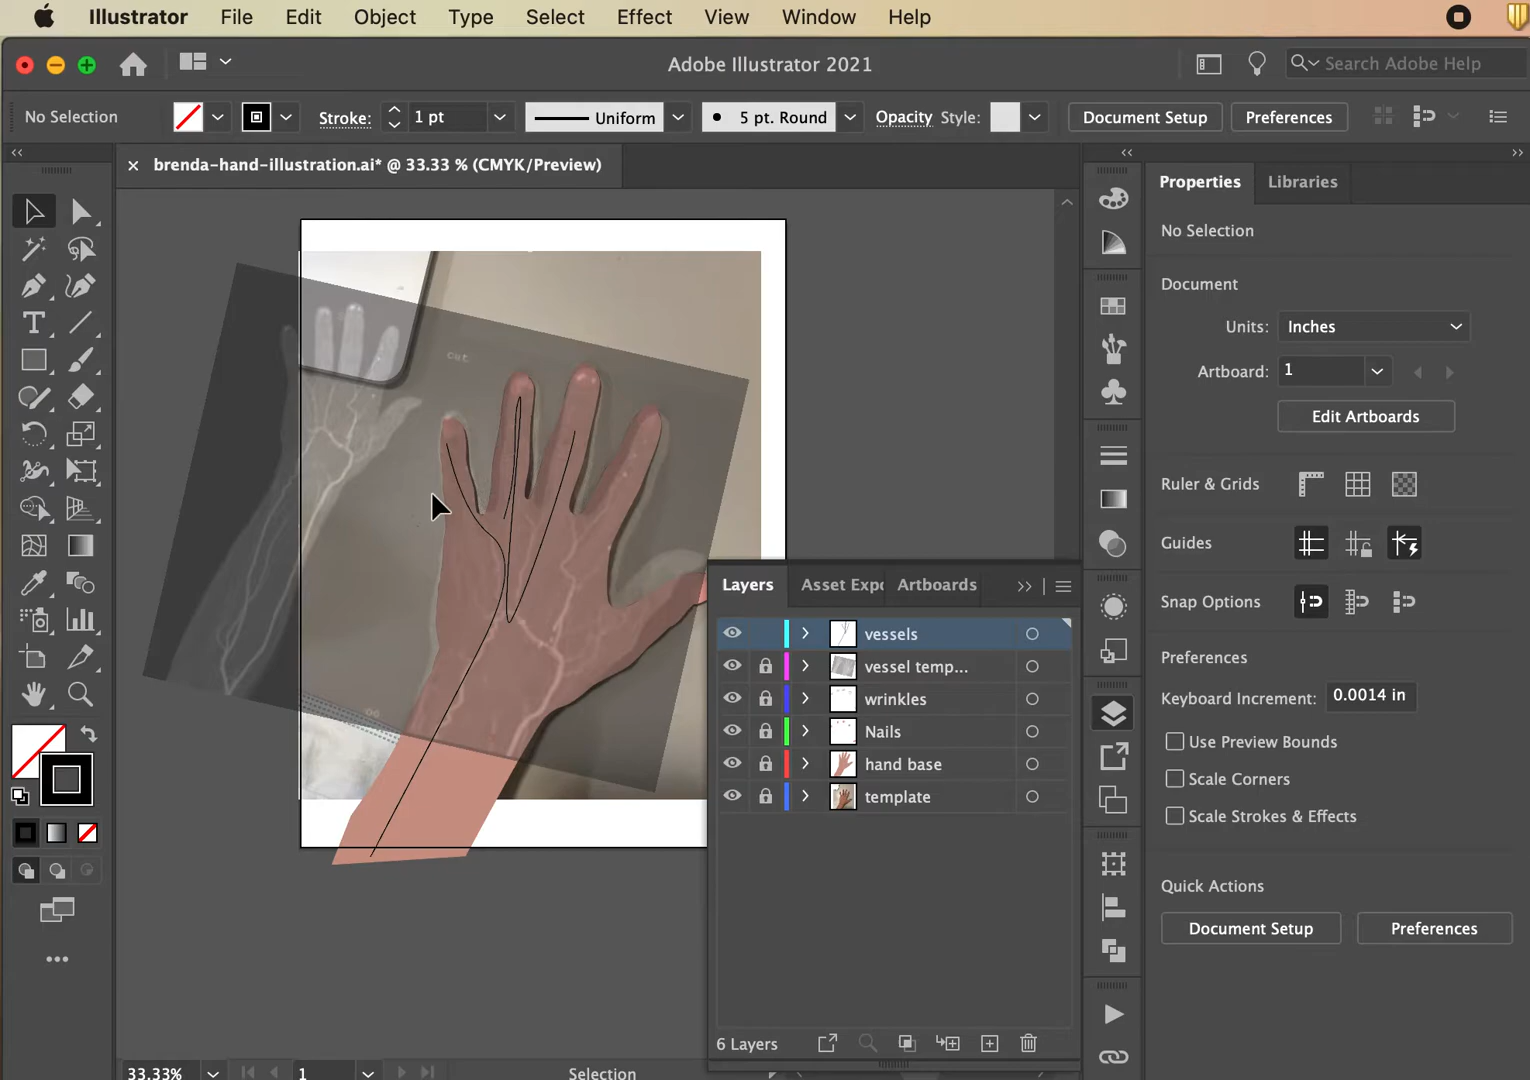 Illustrator File Edit Object Type Select Effect View Window Help
Adobe Illustrator 2021
Search Adobe Help
No Selection Stroke: 1 pt Uniform 5 pt. Round Opacity Style: Document Setup Preferences
brenda-hand-illustration.ai* @ 33.33 % (CMYK/Preview)
Properties Libraries
No Selection
Document
Units: Inches
Artboard: 1
Edit Artboards
Ruler & Grids
Guides
Snap Options
Preferences
Keyboard Increment: 0.0014 in
Use Preview Bounds
Scale Corners
Scale Strokes & Effects
Quick Actions
Document Setup Preferences
out
Layers Asset Expo Artboards
vessels
vessel temp...
wrinkles
Nails
hand base
template
6 Layers
33.33% 1 Selection